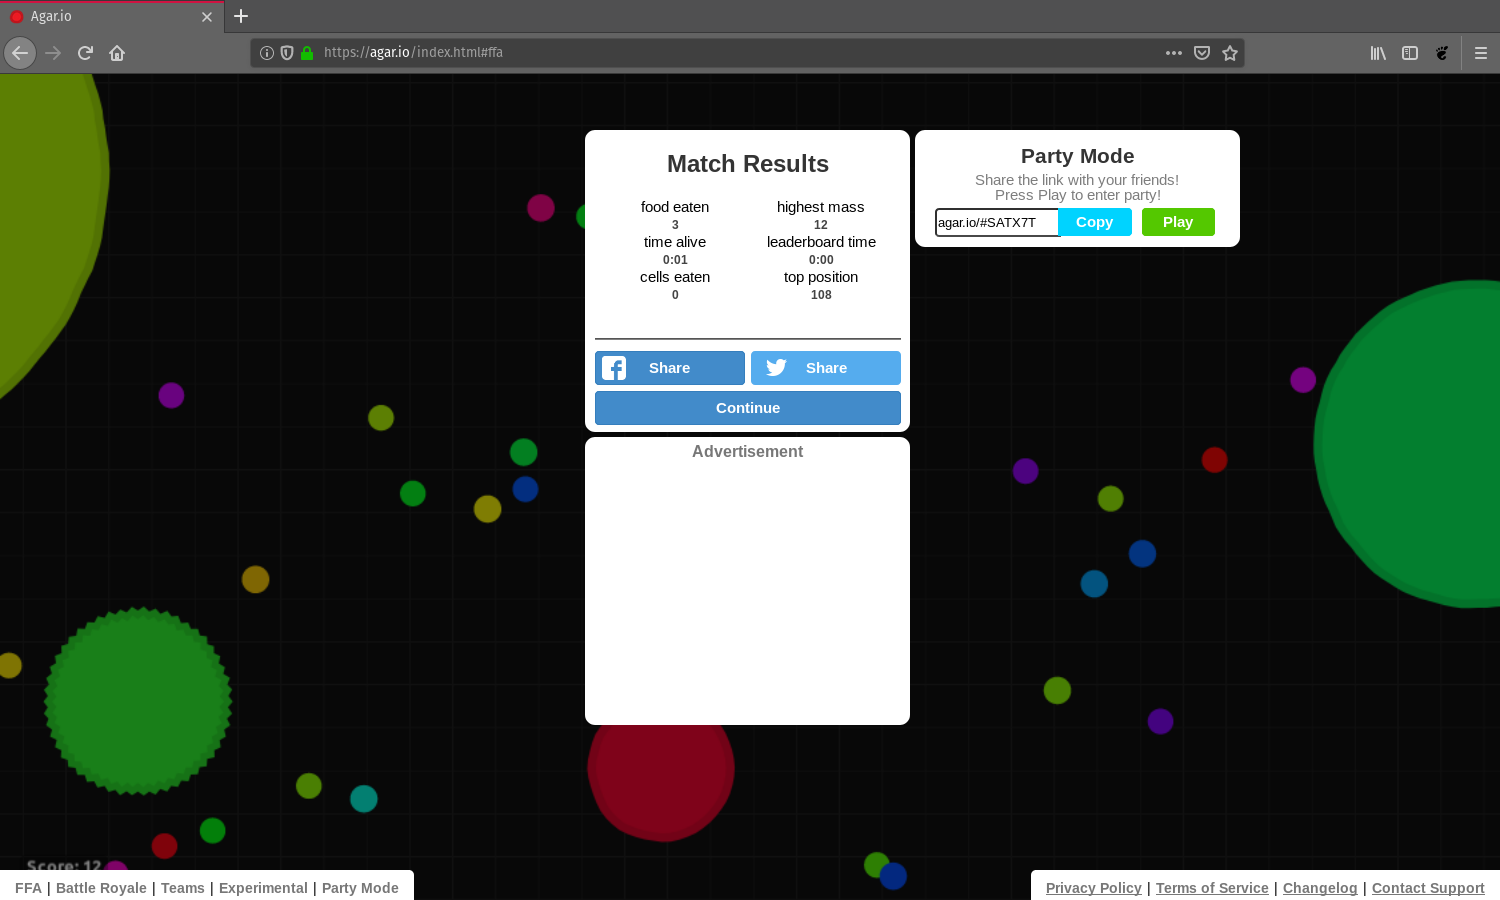 Agar.io
https://agar.io/index.html#ffa
Match Results
food eaten
3
highest mass
12
time alive
0:01
leaderboard time
0:00
cells eaten
0
top position
108
Share
Share
Continue
Advertisement
Party Mode
Share the link with your friends!
Press Play to enter party!
agar.io/#SATX7T Copy Play
Score: 12
FFA | Battle Royale | Teams | Experimental | Party Mode
Privacy Policy | Terms of Service | Changelog | Contact Support